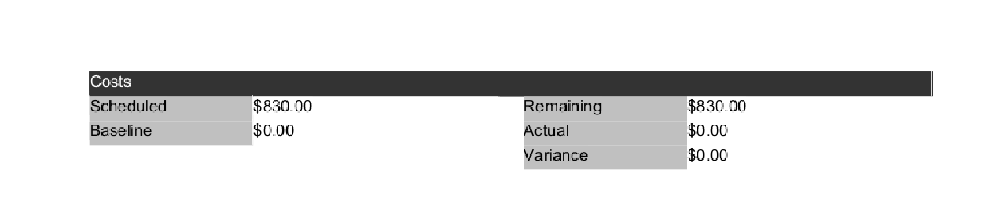 Costs
Scheduled $830.00 Remaining $830.00
Baseline $0.00 Actual $0.00
Variance $0.00